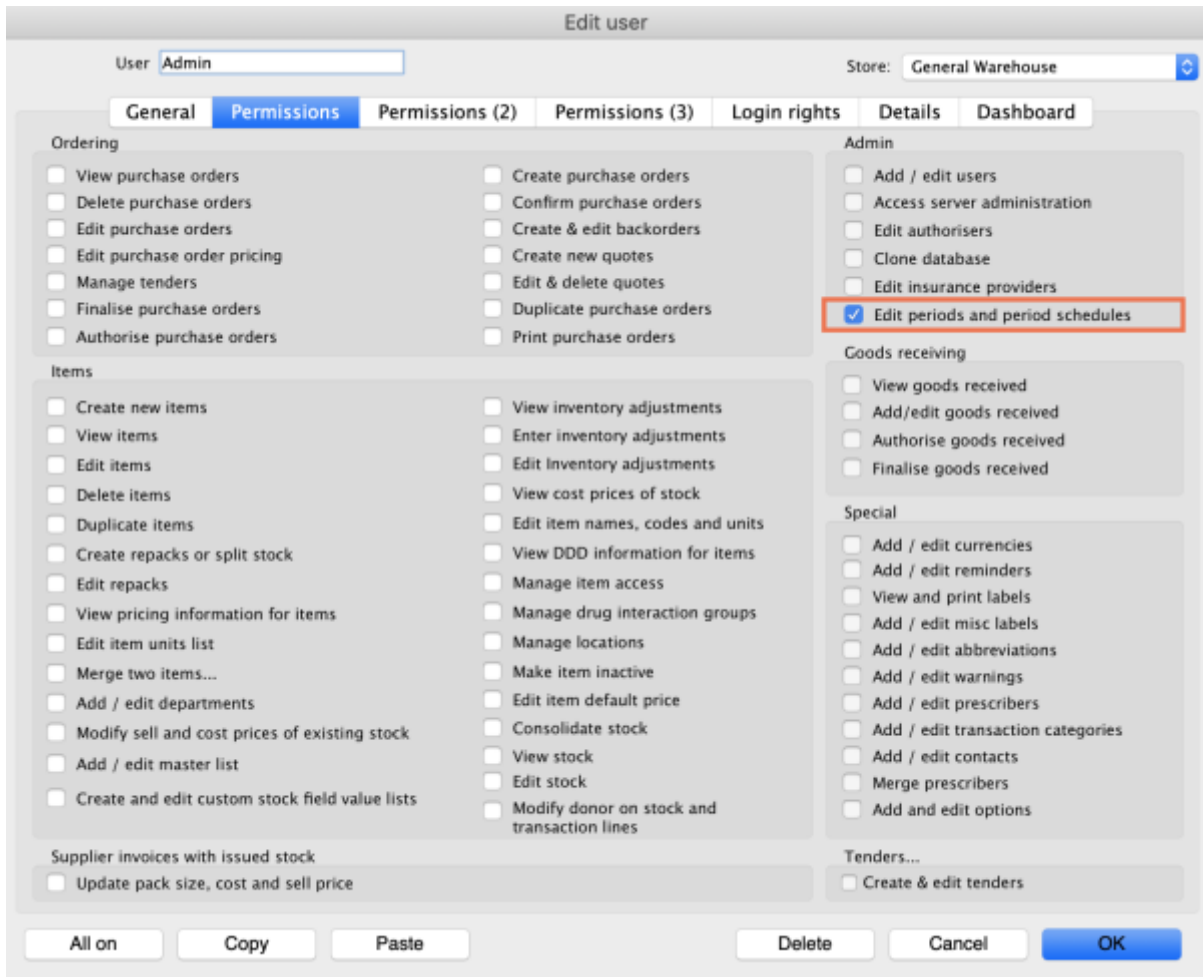 Edit user
User Admin
Store: General Warehouse
General Permissions Permissions (2) Permissions (3) Login rights Details Dashboard
Ordering
View purchase orders
Delete purchase orders
Edit purchase orders
Edit purchase order pricing
Manage tenders
Finalise purchase orders
Authorise purchase orders
Create purchase orders
Confirm purchase orders
Create & edit backorders
Create new quotes
Edit & delete quotes
Duplicate purchase orders
Print purchase orders
Items
Create new items
View items
Edit items
Delete items
Duplicate items
Create repacks or split stock
Edit repacks
View pricing information for items
Edit item units list
Merge two items...
Add / edit departments
Modify sell and cost prices of existing stock
Add / edit master list
Create and edit custom stock field value lists
View inventory adjustments
Enter inventory adjustments
Edit Inventory adjustments
View cost prices of stock
Edit item names, codes and units
View DDD information for items
Manage item access
Manage drug interaction groups
Manage locations
Make item inactive
Edit item default price
Consolidate stock
View stock
Edit stock
Modify donor on stock and
transaction lines
Supplier invoices with issued stock
Update pack size, cost and sell price
Admin
Add / edit users
Access server administration
Edit authorisers
Clone database
Edit insurance providers
Edit periods and period schedules
Goods receiving
View goods received
Add/edit goods received
Authorise goods received
Finalise goods received
Special
Add / edit currencies
Add / edit reminders
View and print labels
Add / edit misc labels
Add / edit abbreviations
Add / edit warnings
Add / edit prescribers
Add / edit transaction categories
Add / edit contacts
Merge prescribers
Add and edit options
Tenders...
Create & edit tenders
All on Copy Paste Delete Cancel OK